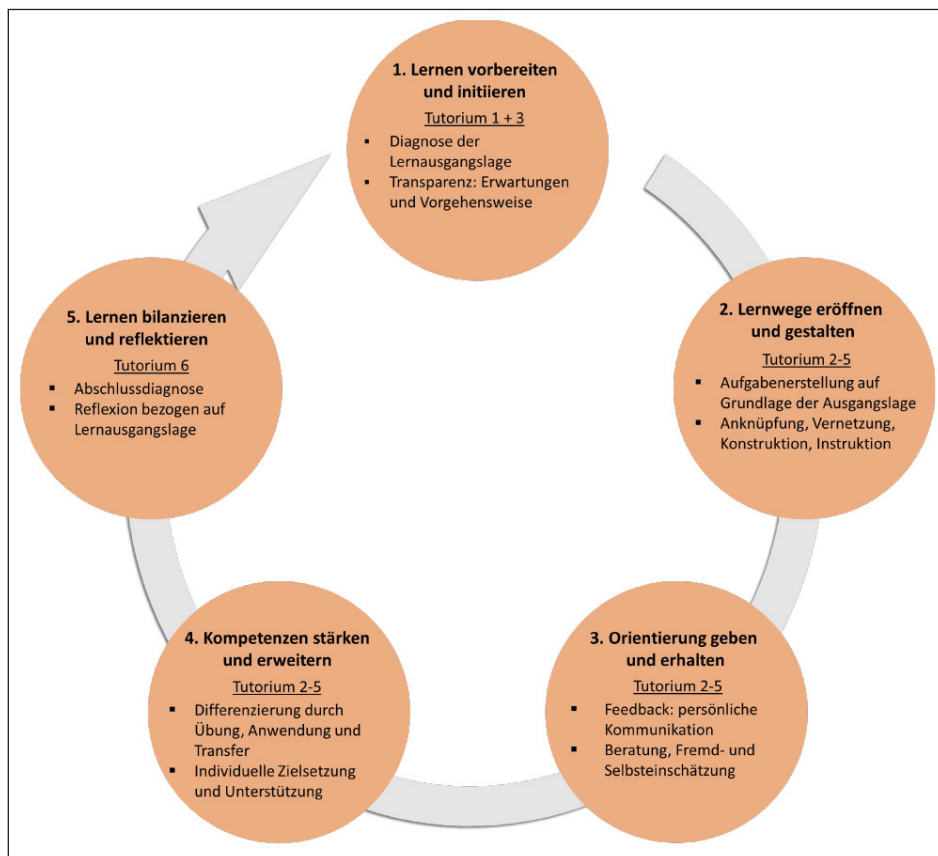 1. Lernen vorbereiten
und initiieren
Tutorium 1 + 3
▪ Diagnose der
Lernausgangslage
▪ Transparenz: Erwartungen
und Vorgehensweise
2. Lernwege eröffnen
und gestalten
Tutorium 2-5
▪ Aufgabenerstellung auf
Grundlage der Ausgangslage
▪ Anknüpfung, Vernetzung,
Konstruktion, Instruktion
3. Orientierung geben
und erhalten
Tutorium 2-5
▪ Feedback: persönliche
Kommunikation
▪ Beratung, Fremd- und
Selbsteinschätzung
4. Kompetenzen stärken
und erweitern
Tutorium 2-5
▪ Differenzierung durch
Übung, Anwendung und
Transfer
▪ Individuelle Zielsetzung
und Unterstützung
5. Lernen bilanzieren
und reflektieren
Tutorium 6
▪ Abschlussdiagnose
▪ Reflexion bezogen auf
Lernausgangslage